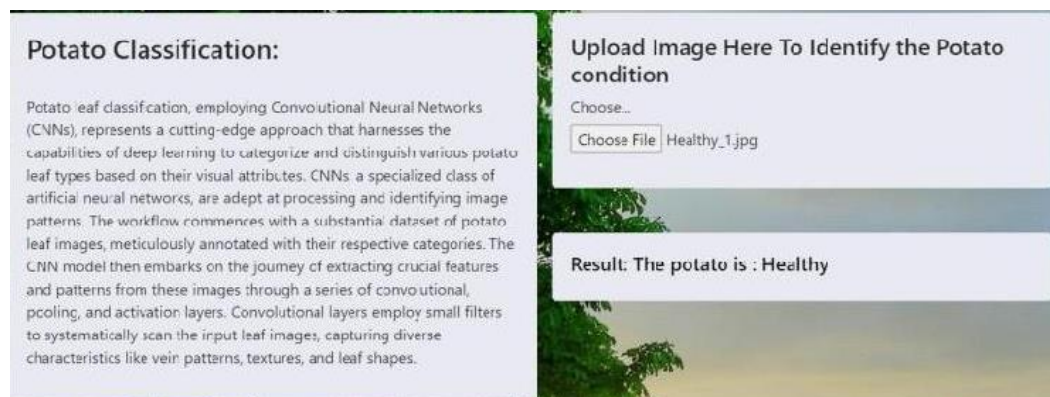 Potato Classification:
Potato leaf classification, employing Convolutional Neural Networks
(CNNs), represents a cutting-edge approach that harnesses the
capabilities of deep learning to categorize and distinguish various potato
leaf types based on their visual attributes. CNNs a specialized class of
artificial neural networks, are adept at processing and identifying image
patterns. The workflow commences with a substantial dataset of potato
leaf images, meticulously annotated with their respective categories. The
CNN model then embarks on the journey of extracting crucial features
and patterns from these images through a series of convolutional,
pooling, and activation layers. Convolutional layers employ small filters
to systematically scan the input leaf images, capturing diverse
characteristics like vein patterns, textures, and leaf shapes.
Upload Image Here To Identify the Potato
condition
Choose...
Choose File Healthy_1.jpg
Result: The potato is : Healthy